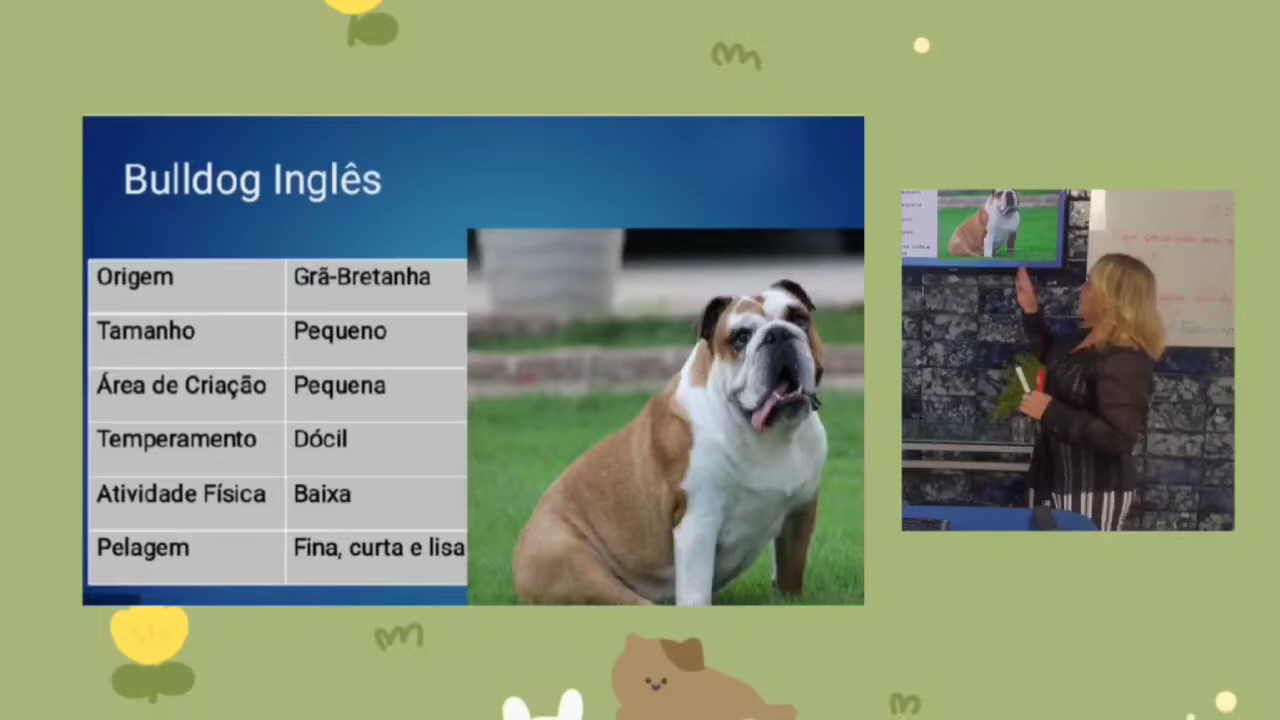 Bulldog Inglês
Origem Grã-Bretanha
Tamanho Pequeno
Área de Criação Pequena
Temperamento Dócil
Atividade Física Baixa
Pelagem Fina, curta e lisa